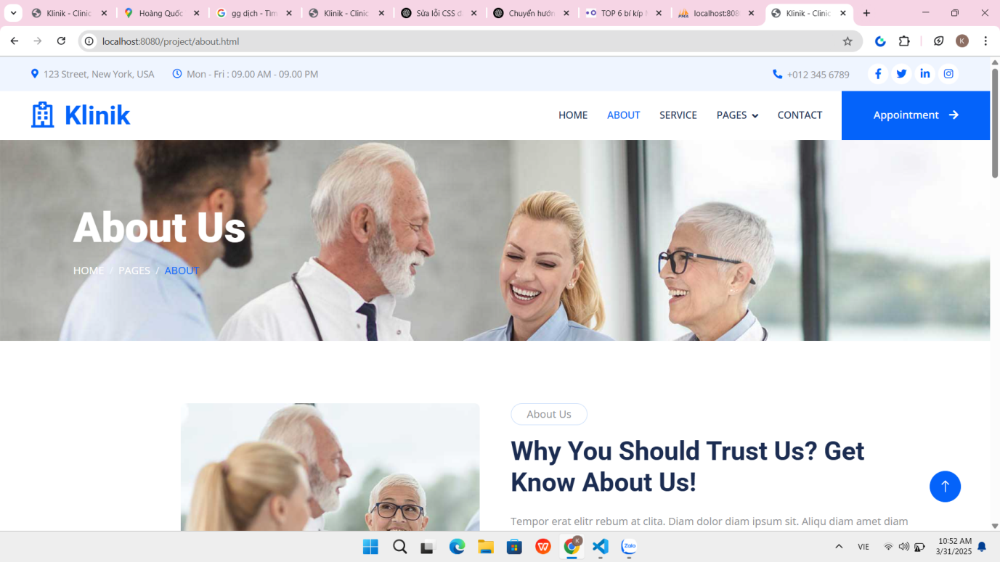 Klinik - Clinic
Hoàng Quốc
gg dịch - Tìm
Klinik - Clinic
Sửa lỗi CSS đ
Chuyển hướn
TOP 6 bí kíp
localhost:808
Klinik - Clinic
localhost:8080/project/about.html
K
123 Street, New York, USA
Mon - Fri : 09.00 AM - 09.00 PM
+012 345 6789
Klinik
HOME
ABOUT
SERVICE
PAGES
CONTACT
Appointment
About Us
HOME / PAGES / ABOUT
About Us
Why You Should Trust Us? Get
Know About Us!
Tempor erat elitr rebum at clita. Diam dolor diam ipsum sit. Aliqu diam amet diam
K
Zalo
VIE
10:52 AM
3/31/2025